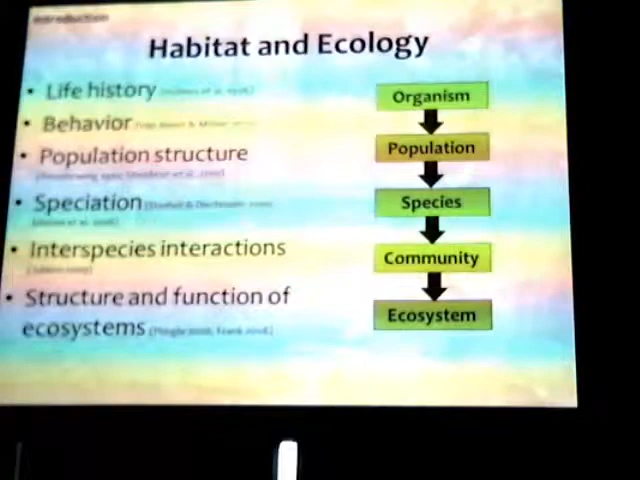 Introduction
Habitat and Ecology
• Life history
• Behavior
• Population structure
• Speciation
• Interspecies interactions
• Structure and function of
ecosystems
Organism
Population
Species
Community
Ecosystem